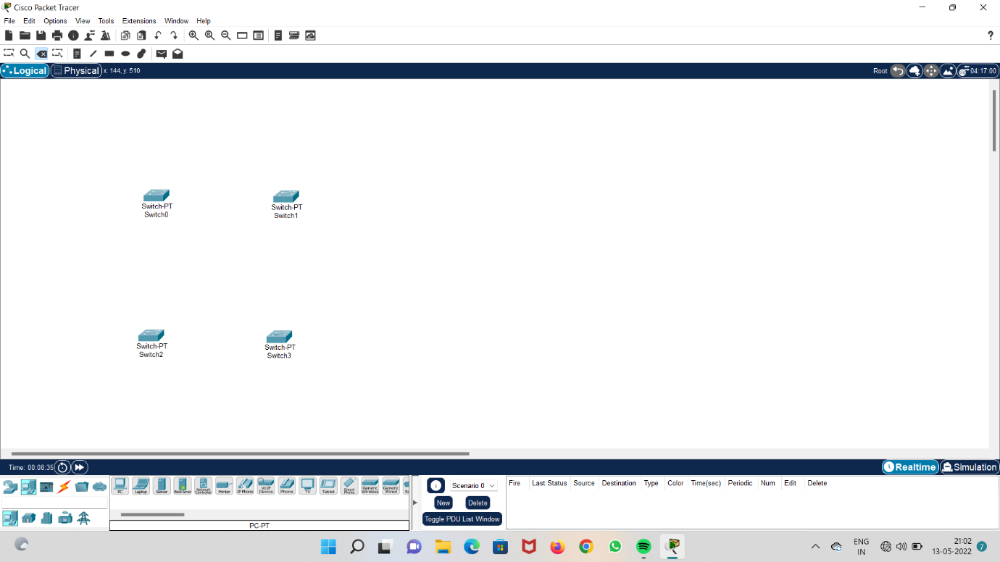 Cisco Packet Tracer
File Edit Options View Tools Extensions Window Help
?
Logical Physical x: 144, y: 510 Root 04:17:00
Switch-PT
Switch0
Switch-PT
Switch1
Switch-PT
Switch2
Switch-PT
Switch3
Time: 00:08:35 Realtime Simulation
PC Laptop Server Printer IP Phone VoIP Device Phone TV Tablet Smart Phone Generic Wireless Generic Wired
PC-PT
Scenario 0
New Delete
Toggle PDU List Window
Fire Last Status Source Destination Type Color Time(sec) Periodic Num Edit Delete
ENG
IN
21:02
13-05-2022
7